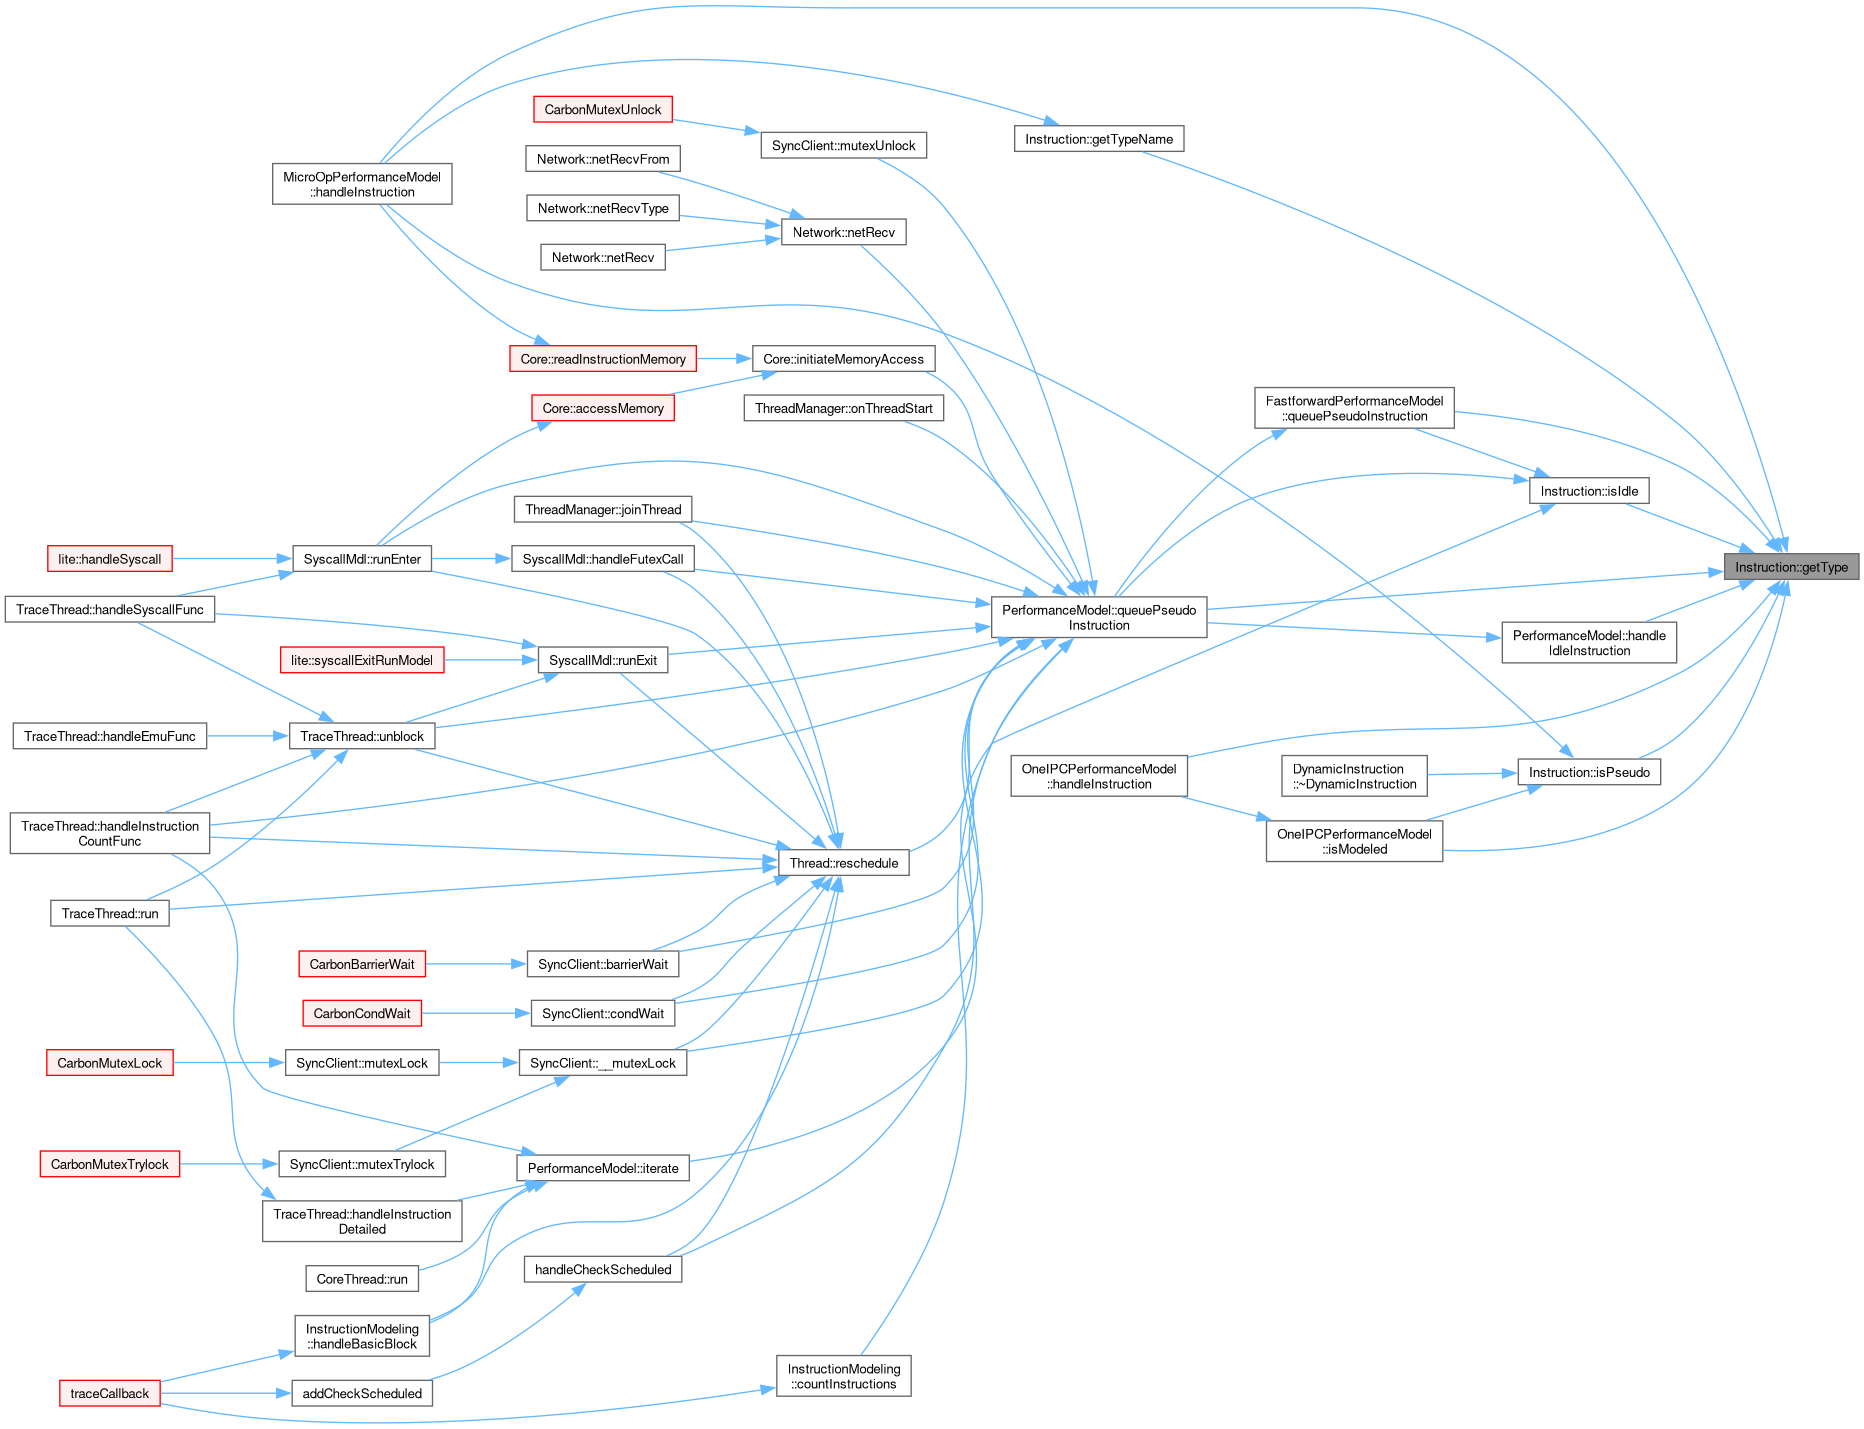 CarbonMutexUnlock
Instruction::getTypeName
SyncClient::mutexUnlock
Network::netRecvFrom
MicroOpPerformanceModel
::handleInstruction
Network::netRecvType
Network::netRecv
Network::netRecv
Core::readInstructionMemory
Core::initiateMemoryAccess
Core::accessMemory
ThreadManager::onThreadStart
FastforwardPerformanceModel
::queuePseudoInstruction
Instruction::isIdle
ThreadManager::joinThread
lite::handleSyscall
SyscallMdl::runEnter
SyscallMdl::handleFutexCall
Instruction::getType
TraceThread::handleSyscallFunc
PerformanceModel::queuePseudo
Instruction
PerformanceModel::handle
IdleInstruction
lite::syscallExitRunModel
SyscallMdl::runExit
TraceThread::handleEmuFunc
TraceThread::unblock
OneIPCPerformanceModel
::handleInstruction
DynamicInstruction
::~DynamicInstruction
Instruction::isPseudo
TraceThread::handleInstruction
CountFunc
OneIPCPerformanceModel
::isModeled
Thread::reschedule
TraceThread::run
CarbonBarrierWait
SyncClient::barrierWait
CarbonCondWait
SyncClient::condWait
CarbonMutexLock
SyncClient::mutexLock
SyncClient::__mutexLock
CarbonMutexTrylock
SyncClient::mutexTrylock
PerformanceModel::iterate
TraceThread::handleInstruction
Detailed
CoreThread::run
handleCheckScheduled
InstructionModeling
::handleBasicBlock
InstructionModeling
::countInstructions
traceCallback
addCheckScheduled